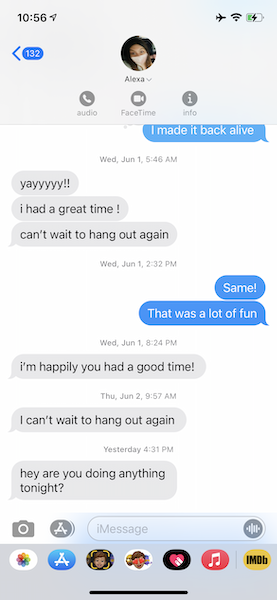 10:56
132
Alexa
audio
FaceTime
info
I made it back alive
Wed, Jun 1, 5:46 AM
yayyyyy!!
i had a great time !
can't wait to hang out again
Wed, Jun 1, 2:32 PM
Same!
That was a lot of fun
Wed, Jun 1, 8:24 PM
i'm happily you had a good time!
Thu, Jun 2, 9:57 AM
I can't wait to hang out again
Yesterday 4:31 PM
hey are you doing anything
tonight?
iMessage
IMDb